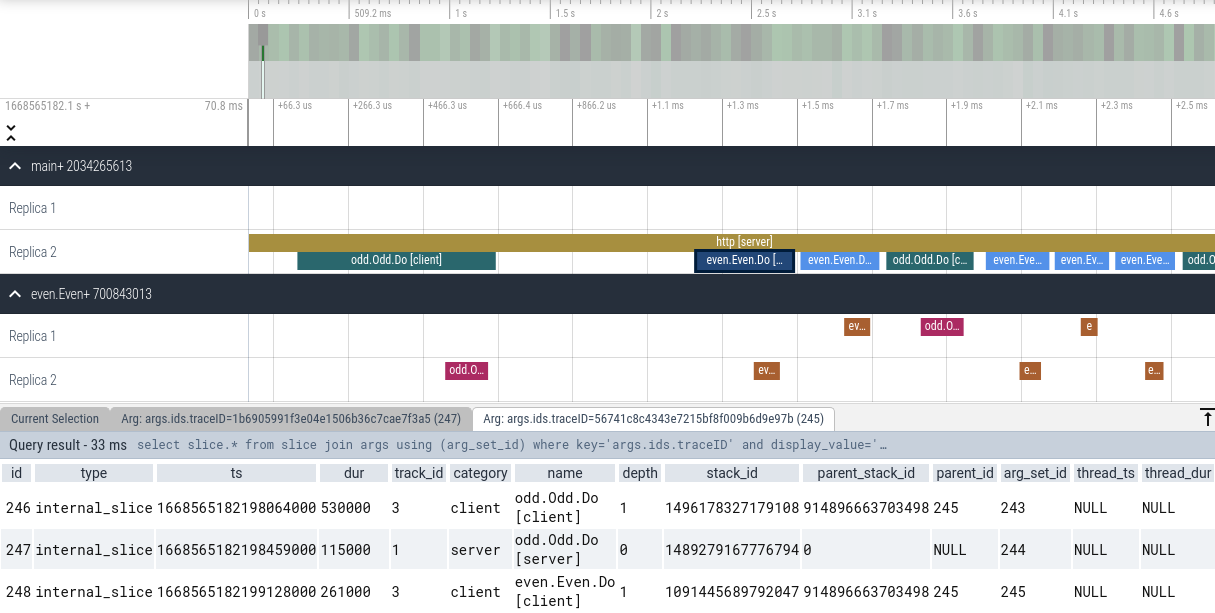 0 s 509.2 ms 1 s 1.5 s 2 s 2.5 s 3.1 s 3.6 s 4.1 s 4.6 s
1668565182.1 s + 70.8 ms +66.3 us +266.3 us +466.3 us +666.4 us +866.2 us +1.1 ms +1.3 ms +1.5 ms +1.7 ms +1.9 ms +2.1 ms +2.3 ms +2.5 ms
main+ 2034265613
Replica 1
Replica 2
http [server]
odd.Odd.Do [client] even.Even.Do [... even.Even.D... odd.Odd.Do [c... even.Eve... even.Ev... even.Eve... odd.O
even.Even+ 700843013
Replica 1 ev... odd.O... e
Replica 2 odd.O... ev... e... e...
Current Selection Arg: args.ids.traceID=1b6905991f3e04e1506b36c7cae7f3a5 (247) Arg: args.ids.traceID=56741c8c4343e7215bf8f009b6d9e97b (245)
Query result - 33 ms select slice.* from slice join args using (arg_set_id) where key='args.ids.traceID' and display_value='…
id type ts dur track_id category name depth stack_id parent_stack_id parent_id arg_set_id thread_ts thread_dur
246 internal_slice 1668565182198064000 530000 3 client odd.Odd.Do [client] 1 1496178327179108 914896663703498 245 243 NULL NULL
247 internal_slice 1668565182198459000 115000 1 server odd.Odd.Do [server] 0 1489279167776794 0 NULL 244 NULL NULL
248 internal_slice 1668565182199128000 261000 3 client even.Even.Do [client] 1 1091445689792047 914896663703498 245 245 NULL NULL